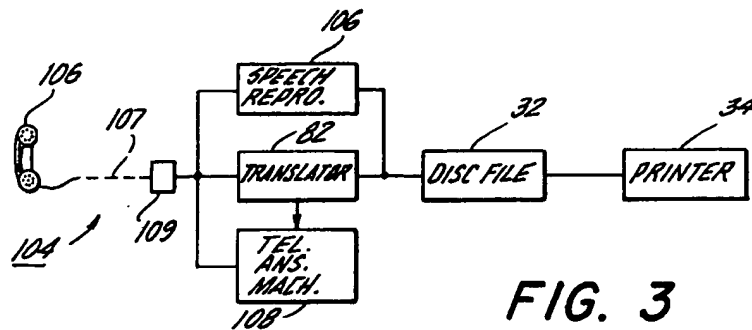 106
106
SPEECH
REPRO.
107
109
104
82
TRANSLATOR
32
DISC FILE
34
PRINTER
TEL.
ANS.
MACH.
108
FIG. 3